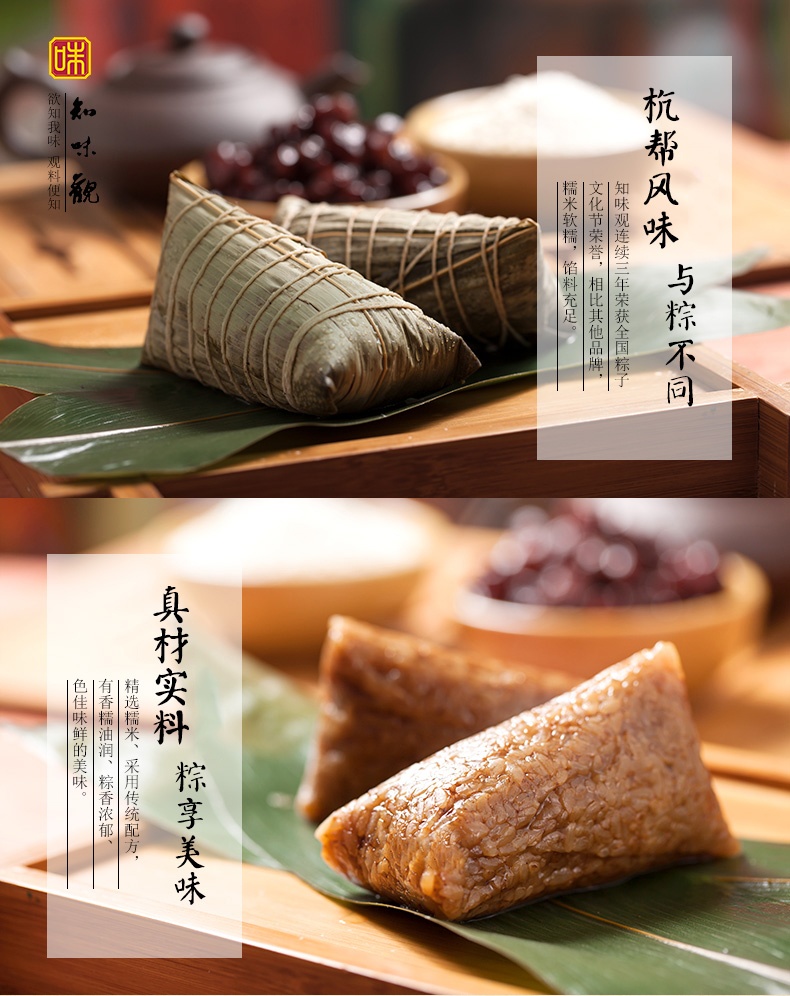 味
知味觀
欲知我味 观料便知
杭帮风味
与粽不同
知味观连续三年荣获全国粽子
文化节荣誉，相比其他品牌，
糯米软糯，馅料充足。
真材实料
粽享美味
精选糯米、采用传统配方，
有香糯油润、粽香浓郁、
色佳味鲜的美味。